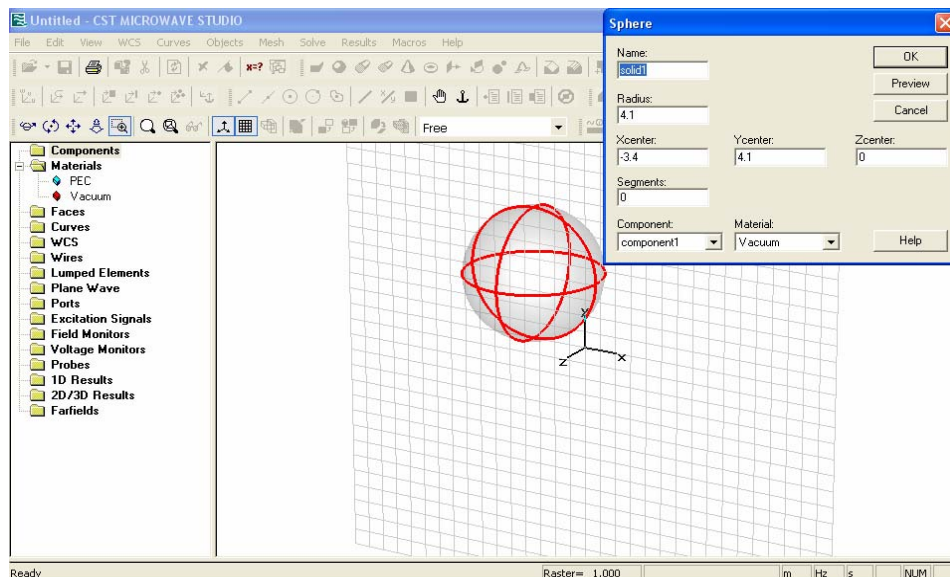 Untitled - CST MICROWAVE STUDIO
File Edit View WCS Curves Objects Mesh Solve Results Macros Help
x=?
Free
Components
Materials
PEC
Vacuum
Faces
Curves
WCS
Wires
Lumped Elements
Plane Wave
Ports
Excitation Signals
Field Monitors
Voltage Monitors
Probes
1D Results
2D/3D Results
Farfields
Y
X
Z
Sphere
Name:
solid1
OK
Preview
Radius:
4.1
Cancel
Xcenter: Ycenter: Zcenter:
-3.4 4.1 0
Segments:
0
Component: Material:
component1 Vacuum Help
Ready Raster= 1.000 m Hz s NUM